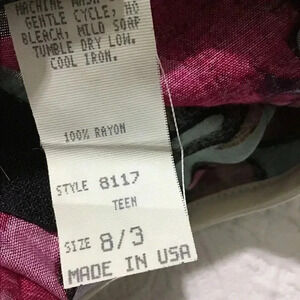 MACHINE WASH
GENTLE CYCLE, NO
BLEACH, MILD SOAP
TUMBLE DRY LOW.
COOL IRON.
100% RAYON
STYLE 8117
TEEN
SIZE 8/3
MADE IN USA